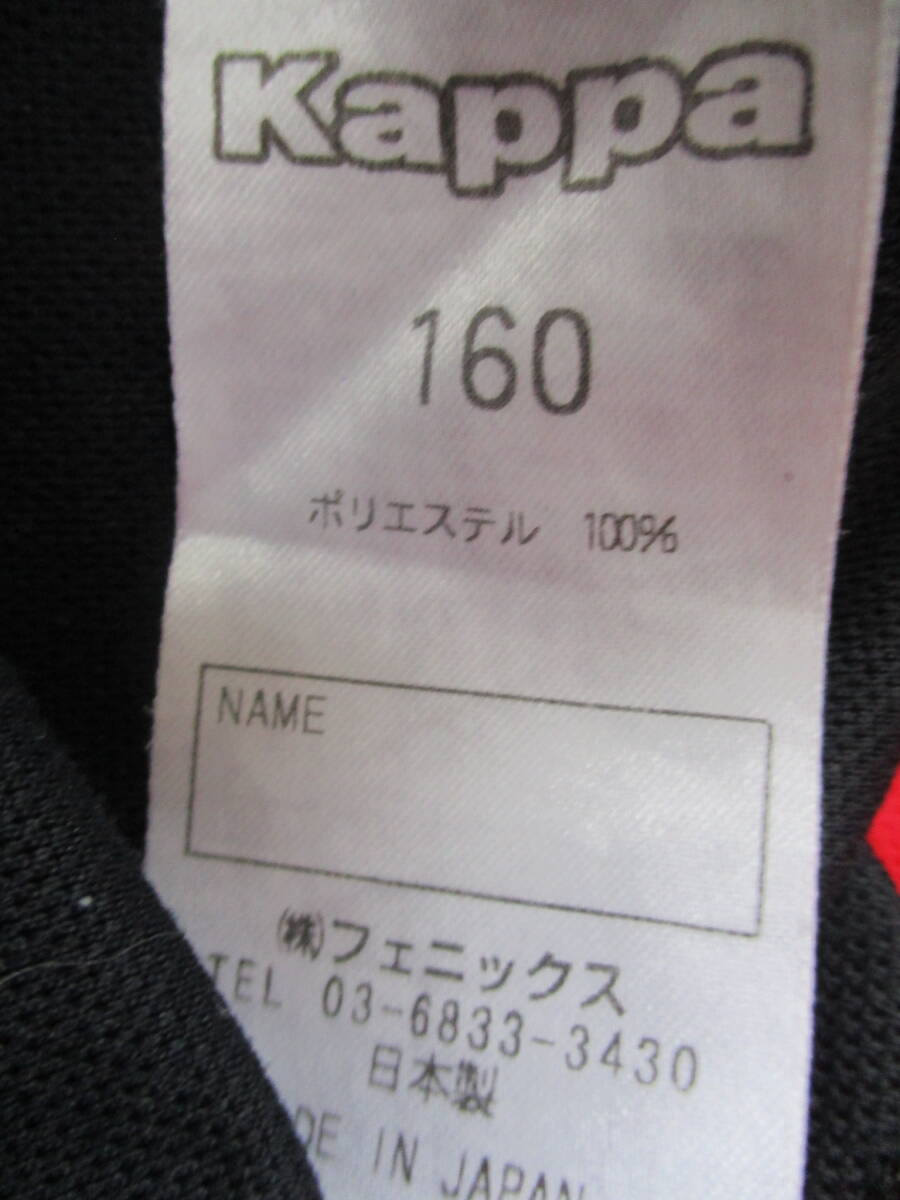 Kappa
160
ポリエステル 100%
NAME
㈱フェニックス
TEL 03-6833-3430
日本製
DE IN JAPAN